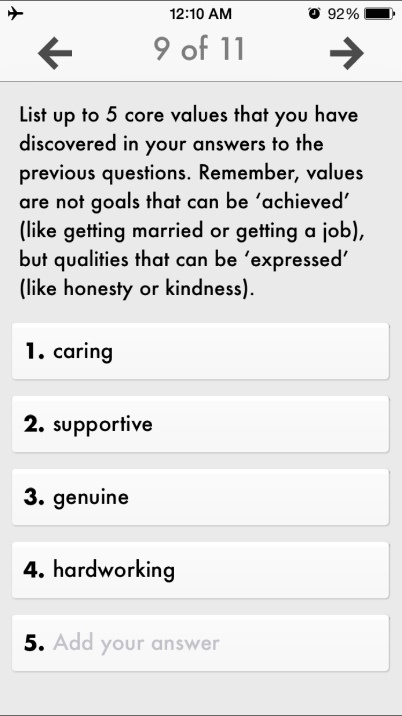 12:10 AM 92%
9 of 11
List up to 5 core values that you have
discovered in your answers to the
previous questions. Remember, values
are not goals that can be ‘achieved’
(like getting married or getting a job),
but qualities that can be ‘expressed’
(like honesty or kindness).
1. caring
2. supportive
3. genuine
4. hardworking
5. Add your answer